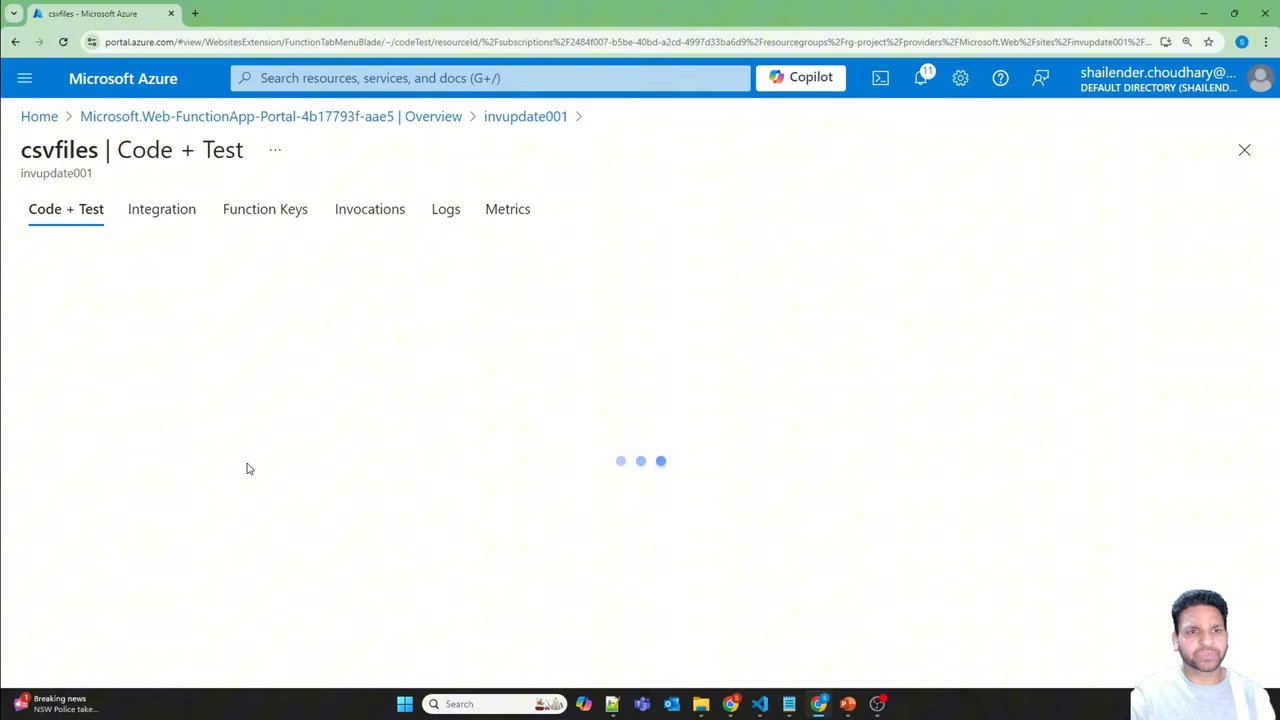 csvfiles - Microsoft Azure
portal.azure.com/#view/WebsitesExtension/FunctionTabMenuBlade/~/codeTest/resourceId/%2Fsubscriptions%2F2484f007-b5be-40bd-a2cd-4997d33ba6d9%2Fresourcegroups%2Frg-project%2Fproviders%2FMicrosoft.Web%2Fsites%2Finvupdate001%2F...
S
Microsoft Azure
Search resources, services, and docs (G+/)
Copilot
11
shailender.choudhary@...
DEFAULT DIRECTORY (SHAILEND...
Home > Microsoft.Web-FunctionApp-Portal-4b17793f-aae5 | Overview > invupdate001 >
csvfiles | Code + Test ...
invupdate001
Code + Test Integration Function Keys Invocations Logs Metrics
1
Breaking news
NSW Police take...
Search